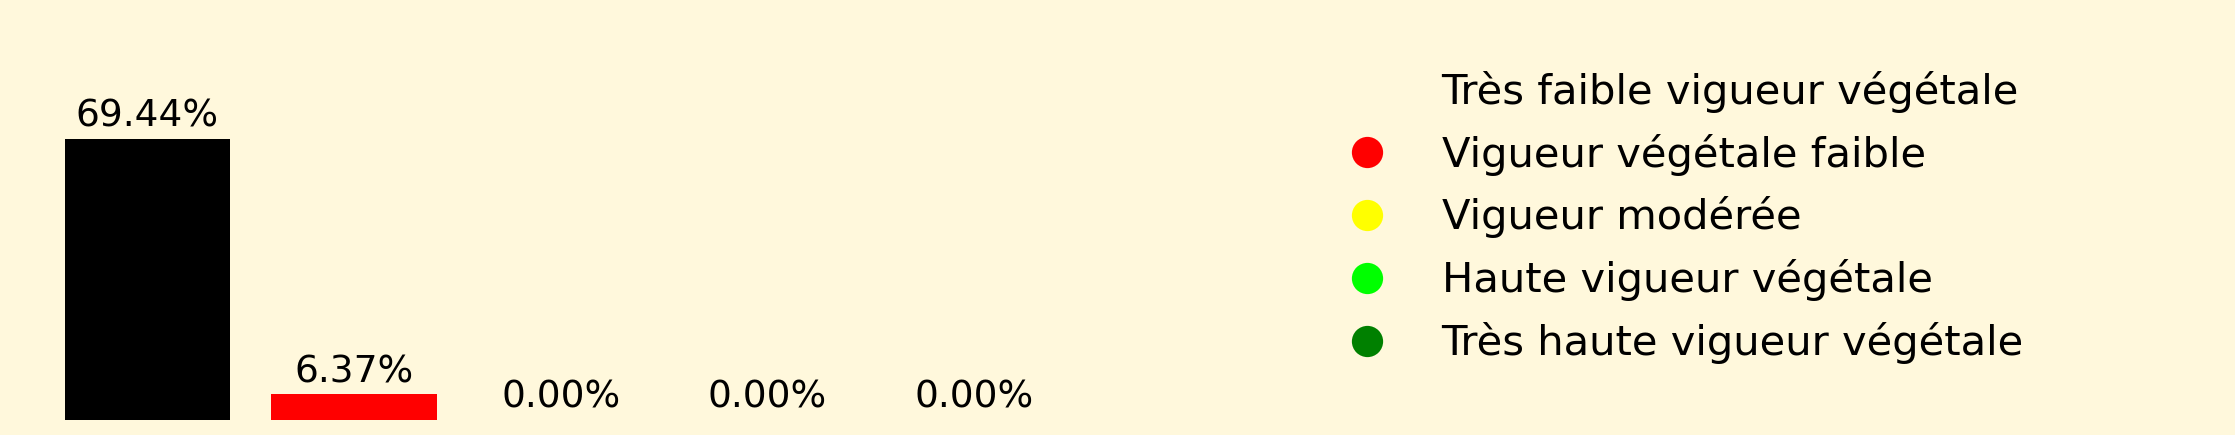 69.44%
6.37%
0.00%
0.00%
0.00%
Très faible vigueur végétale
Vigueur végétale faible
Vigueur modérée
Haute vigueur végétale
Très haute vigueur végétale